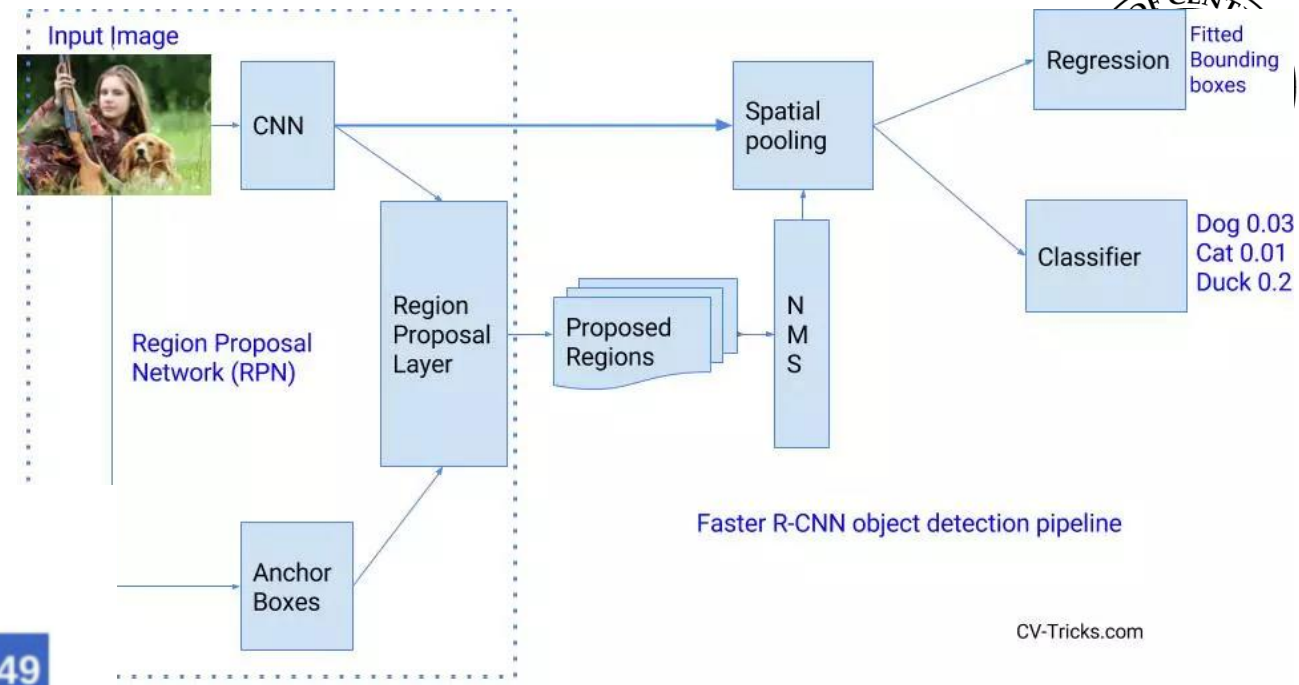 OF CENT
Input Image
CNN
Spatial
pooling
Regression
Fitted
Bounding
boxes
Classifier
Dog 0.03
Cat 0.01
Duck 0.2
Region
Proposal
Layer
Proposed
Regions
N
M
S
Region Proposal
Network (RPN)
Faster R-CNN object detection pipeline
Anchor
Boxes
CV-Tricks.com
49